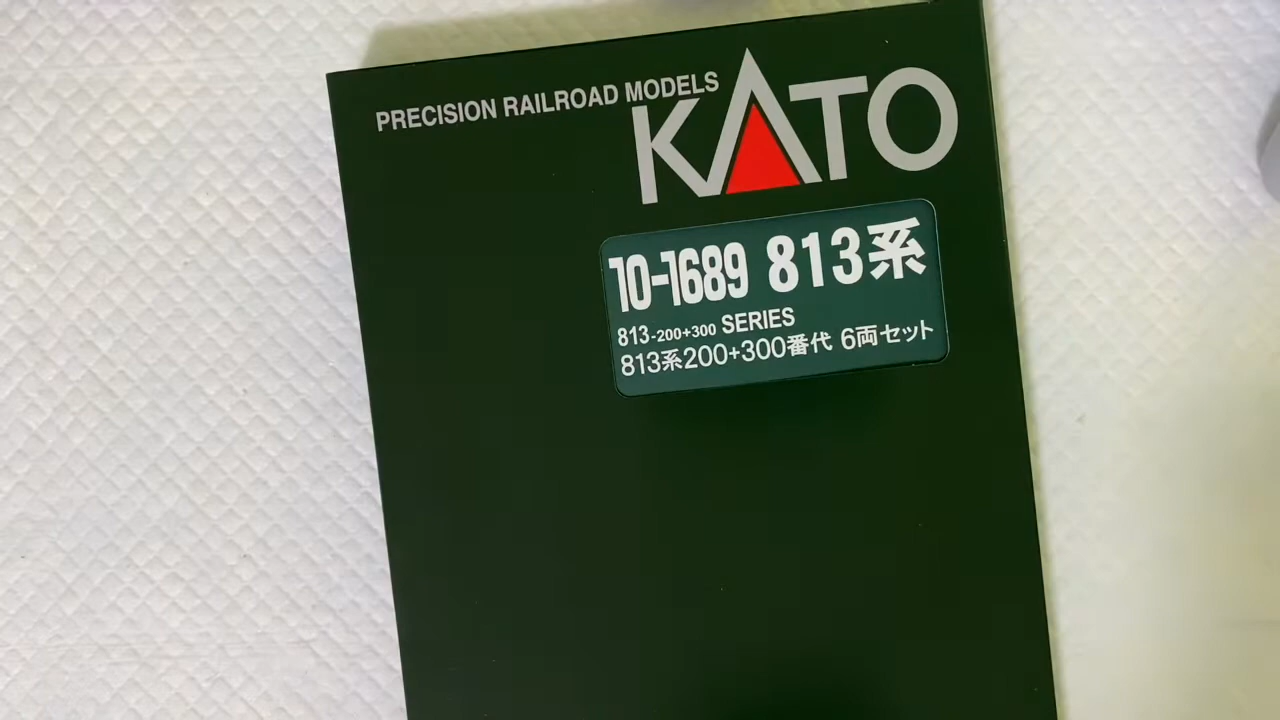 PRECISION RAILROAD MODELS
KATO
10-1689 813系
813-200+300 SERIES
813系200+300番代 6両セット